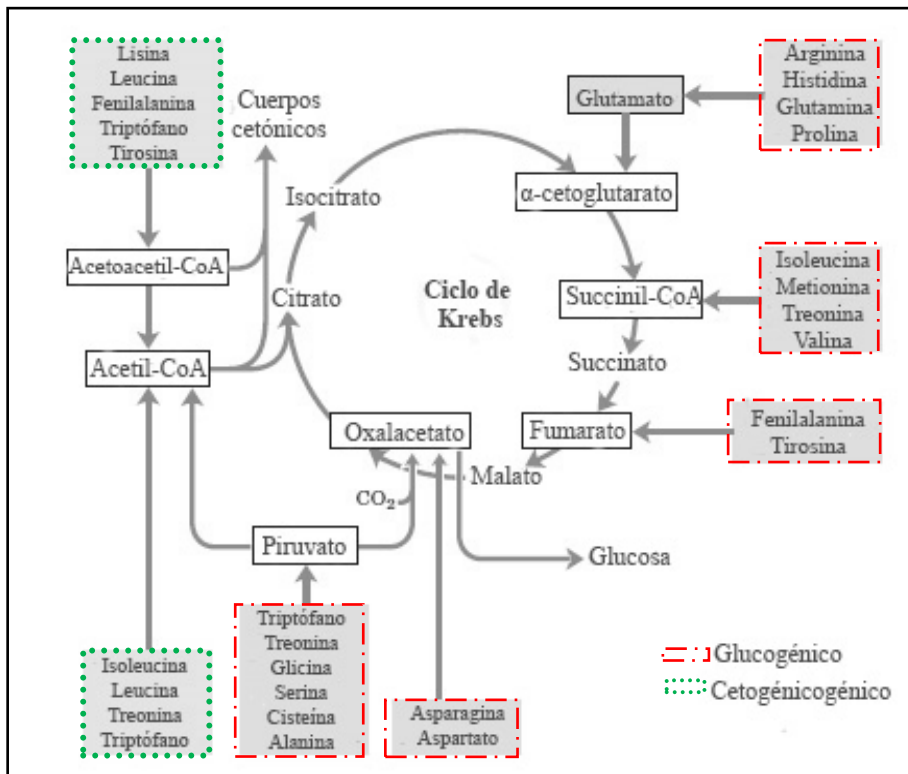 Lisina
Leucina
Fenilalanina
Triptófano
Tirosina
Cuerpos
cetónicos
Glutamato
Arginina
Histidina
Glutamina
Prolina
Isocitrato
α-cetoglutarato
Acetoacetil-CoA
Citrato
Ciclo de
Krebs
Succinil-CoA
Isoleucina
Metionina
Treonina
Valina
Acetil-CoA
Succinato
Oxalacetato
Fumarato
Fenilalanina
Tirosina
Malato
CO₂
Piruvato
Glucosa
Triptófano
Treonina
Glicina
Serina
Cisteína
Alanina
Isoleucina
Leucina
Treonina
Triptófano
Asparagina
Aspartato
Glucogénico
Cetogénicogénico